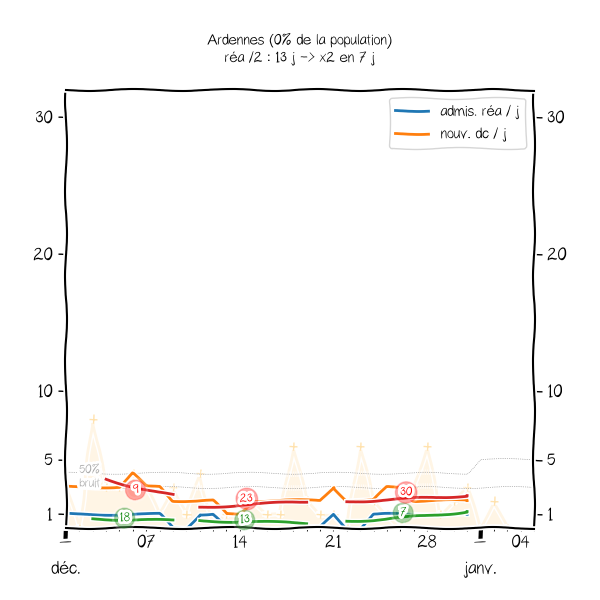 Ardennes (0% de la population)
réa /2 : 13 j -> x2 en 7 j
admis. réa / j
nouv. dc / j
30 30
20 20
10 10
5 5
1 1
50%
bruit
9 23 30
18 13 7
07 14 21 28 04
déc. janv.